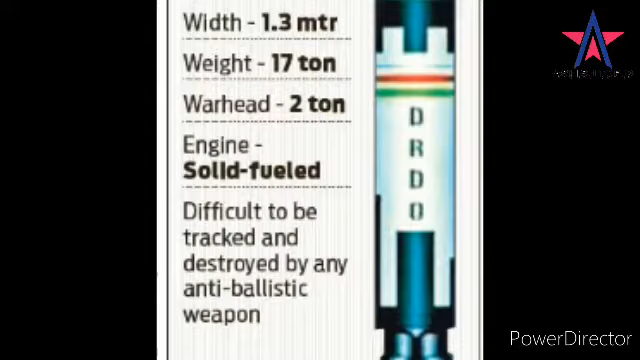 Width - 1.3 mtr
Weight - 17 ton
Warhead - 2 ton
Engine -
Solid-fueled
Difficult to be
tracked and
destroyed by any
anti-ballistic
weapon
D
R
D
O
PowerDirector